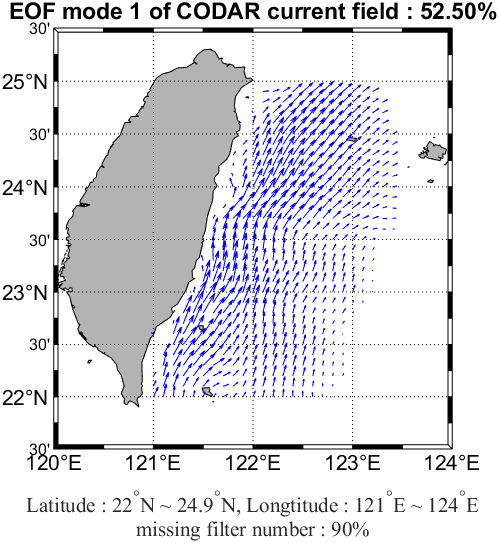 EOF mode 1 of CODAR current field : 52.50%
30'
25°N
30'
24°N
30'
23°N
30'
22°N
30'
120°E 121°E 122°E 123°E 124°E
Latitude : 22°N ~ 24.9°N, Longtitude : 121°E ~ 124°E
missing filter number : 90%